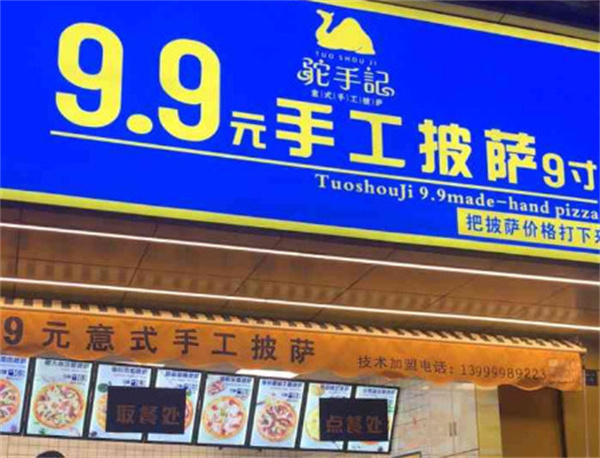 TUO SHOU JI
驼手記
意式手工披萨
9.9元手工披萨9寸
TuoshouJi 9.9made-hand pizza
把披萨价格打下来
9元意式手工披萨
技术加盟电话:13999989223
取餐处
点餐处